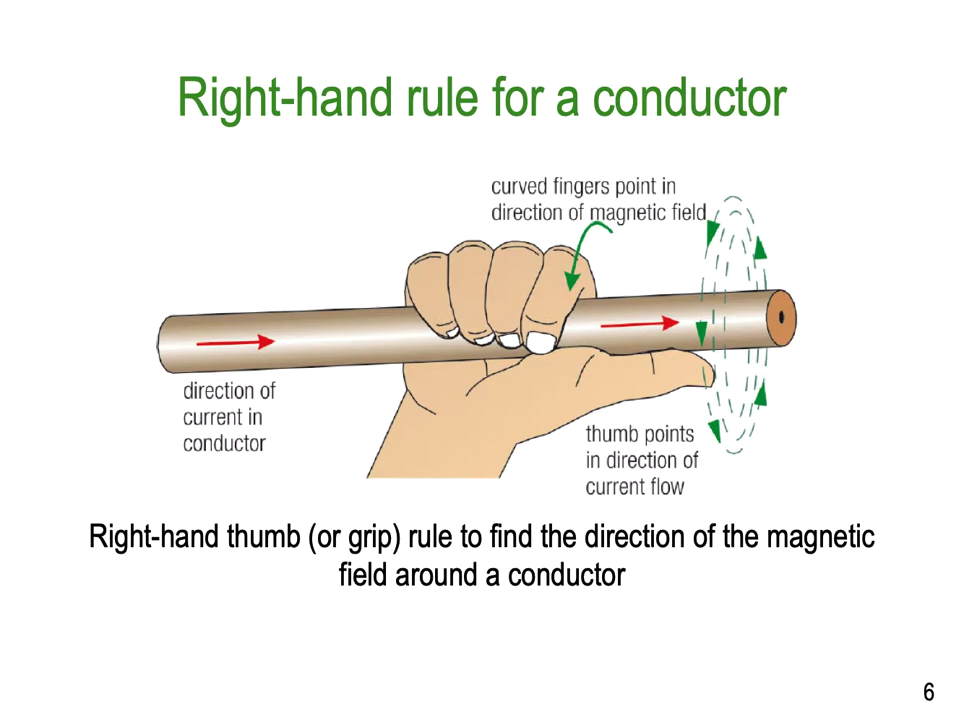 Right-hand rule for a conductor
curved fingers point in
direction of magnetic field
direction of
current in
conductor
thumb points
in direction of
current flow
Right-hand thumb (or grip) rule to find the direction of the magnetic
field around a conductor
6